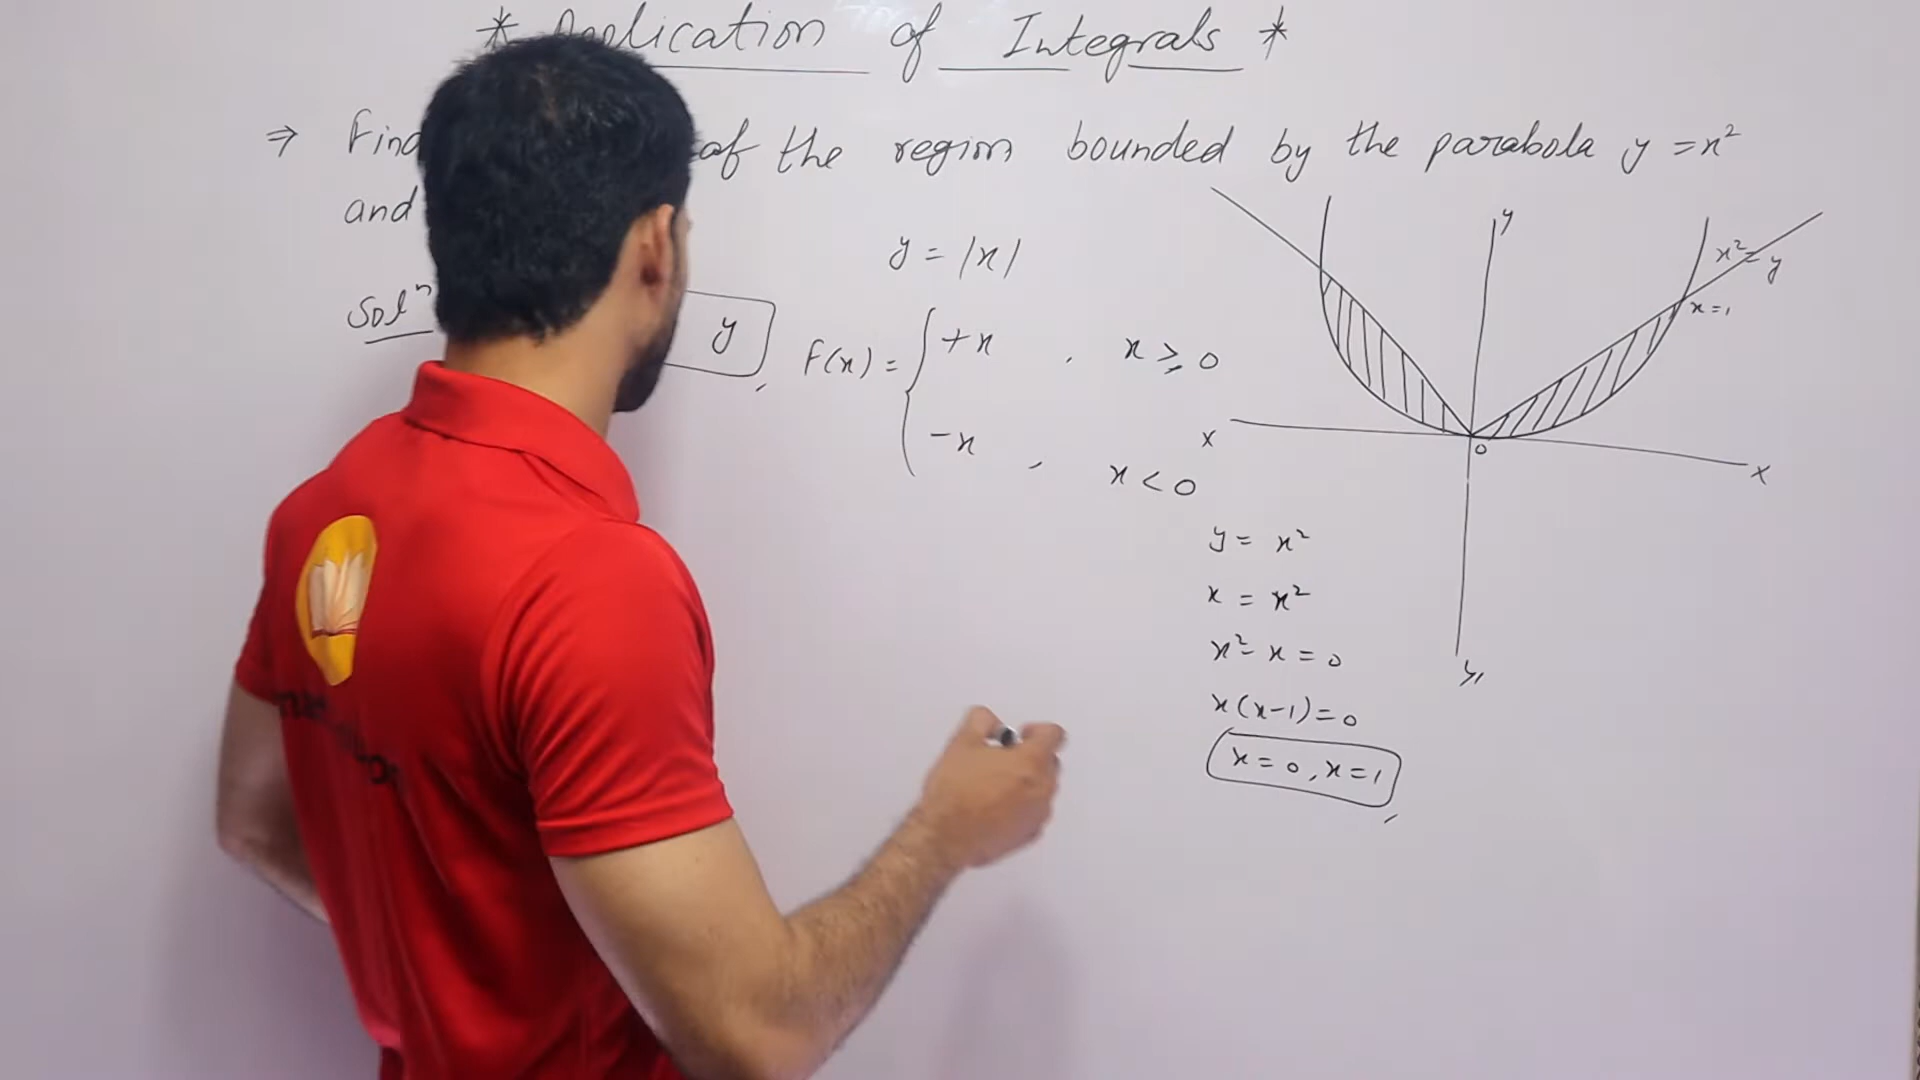 * Application of Integrals *
⇒ Find of the region bounded by the parabola y = x²
and
y = |x|
Solⁿ
y
F(x) = { +x , x ≥ 0
-x , x < 0
y
x² = y
x=1
x
0
x
y₁
y = x²
x = x²
x² - x = 0
x(x-1) = 0
x = 0, x = 1